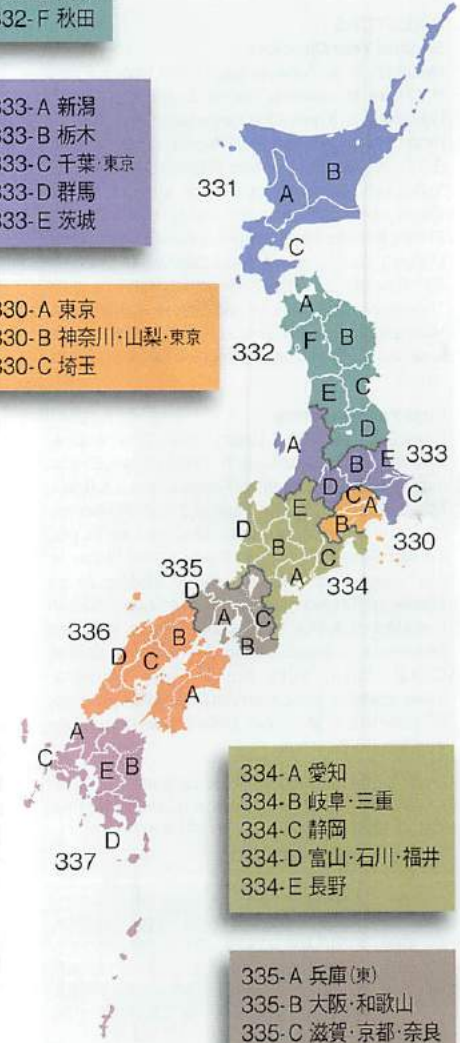 332-F 秋田
333-A 新潟
333-B 栃木
333-C 千葉・東京
333-D 群馬
333-E 茨城
330-A 東京
330-B 神奈川・山梨・東京
330-C 埼玉
331
A
B
C
332
A
F
B
E
C
D
333
A
B
E
D
C
C
A
B
330
D
E
B
C
A
334
335
D
A
C
B
336
D
C
B
A
A
C
E
B
D
337
334-A 愛知
334-B 岐阜・三重
334-C 静岡
334-D 富山・石川・福井
334-E 長野
335-A 兵庫(東)
335-B 大阪・和歌山
335-C 滋賀・京都・奈良